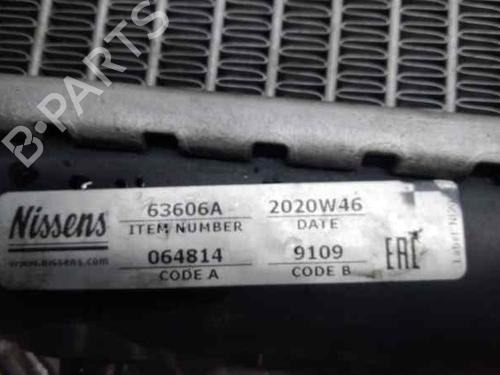 B-PARTS
Nissens
www.nissens.com
63606A
ITEM NUMBER
2020W46
DATE
064814
CODE A
9109
CODE B
EAC